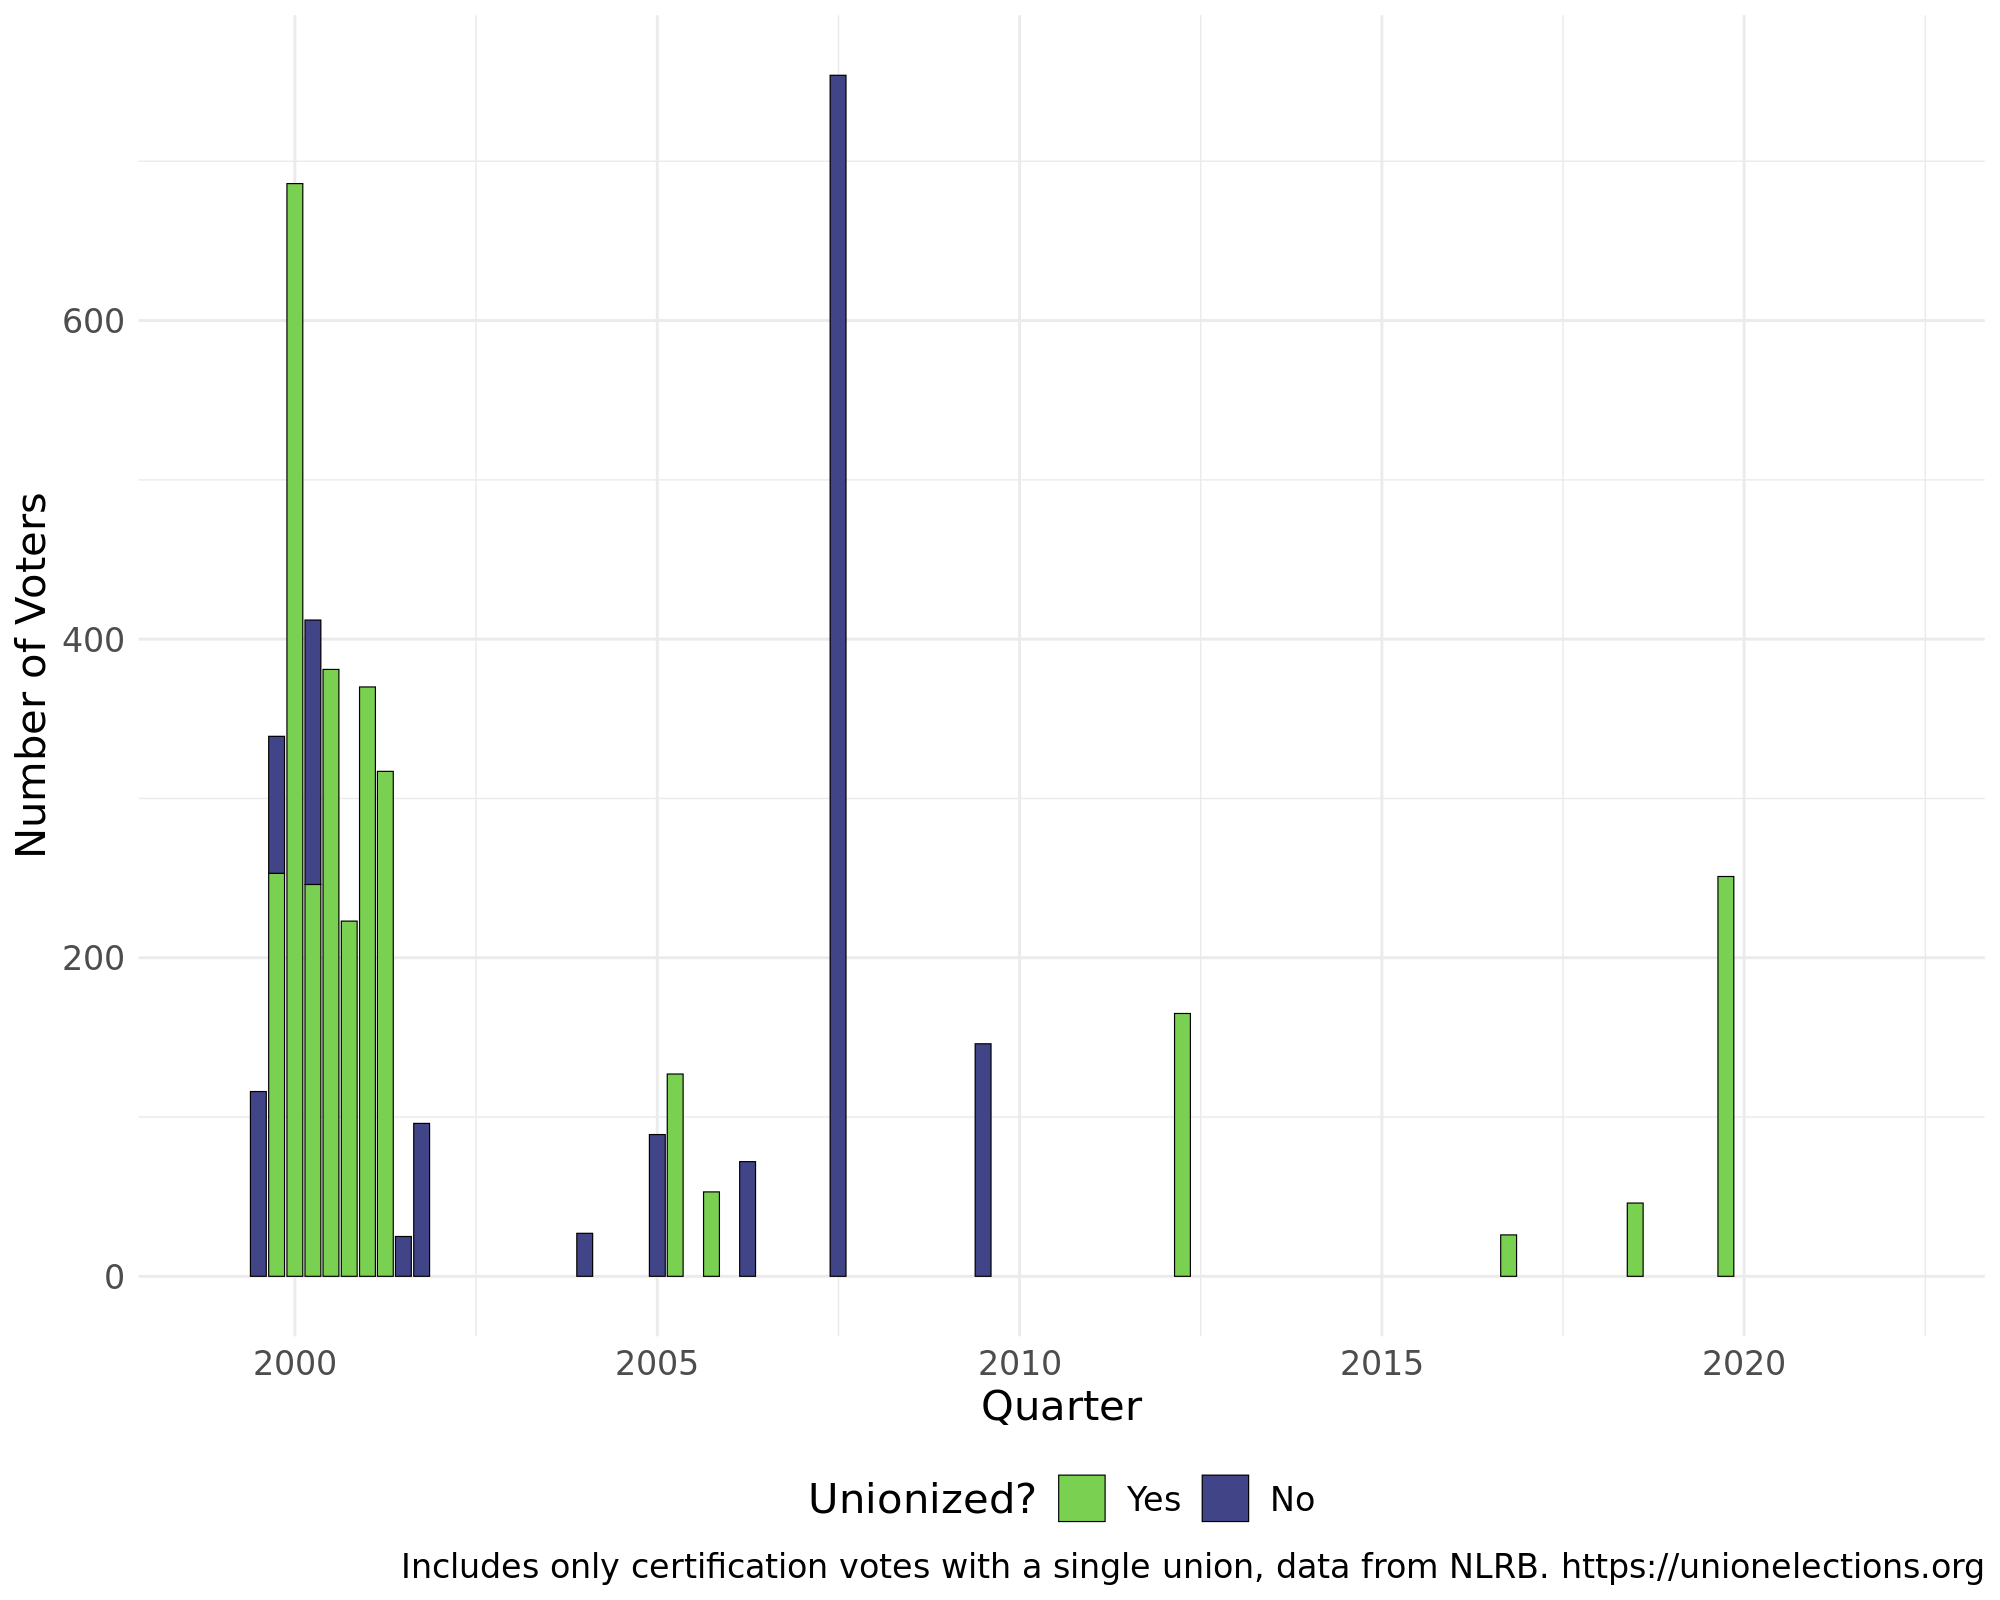 Number of Voters
600
400
200
0
2000 2005 2010 2015 2020
Quarter
Unionized? Yes No
Includes only certification votes with a single union, data from NLRB. https://unionelections.org